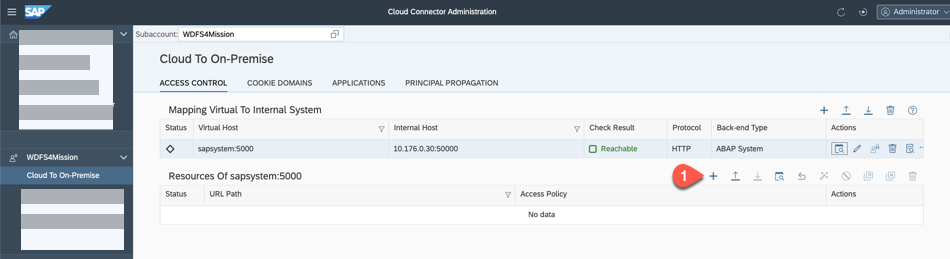 SAP Cloud Connector Administration Administrator
Subaccount: WDFS4Mission
Cloud To On-Premise
ACCESS CONTROL COOKIE DOMAINS APPLICATIONS PRINCIPAL PROPAGATION
Mapping Virtual To Internal System
Status Virtual Host Internal Host Check Result Protocol Back-end Type Actions
sapsystem:5000 10.176.0.30:50000 Reachable HTTP ABAP System
WDFS4Mission
Cloud To On-Premise
Resources Of sapsystem:5000 1
Status URL Path Access Policy Actions
No data